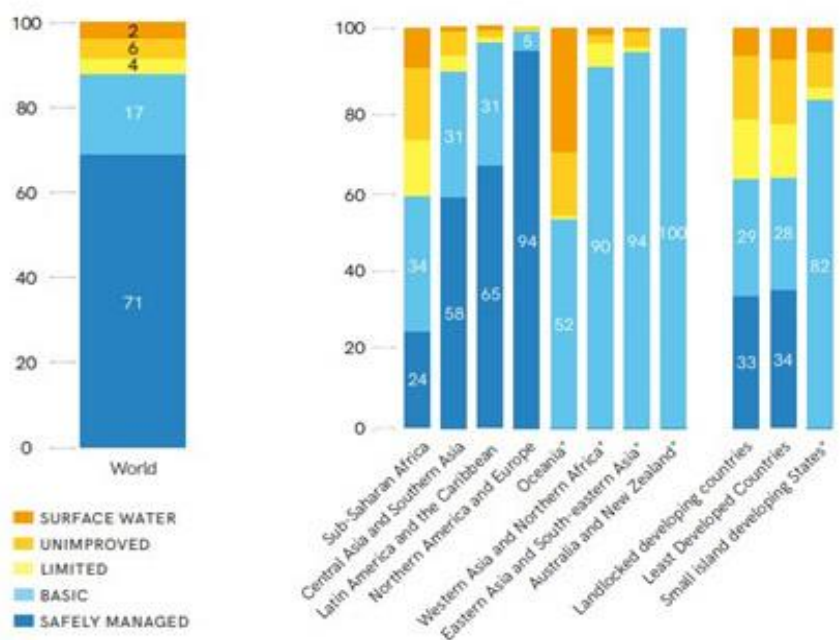 100
80
60
40
20
0
2
6
4
17
71
World
SURFACE WATER
UNIMPROVED
LIMITED
BASIC
SAFELY MANAGED
100
80
60
40
20
0
34
24
31
58
31
65
5
94
52
90
94
100
29
33
28
34
82
Sub-Saharan Africa
Central Asia and Southern Asia
Latin America and the Caribbean
Northern America and Europe
Oceania*
Western Asia and Northern Africa*
Eastern Asia and South-eastern Asia*
Australia and New Zealand*
Landlocked developing countries
Least Developed Countries
Small island developing States*